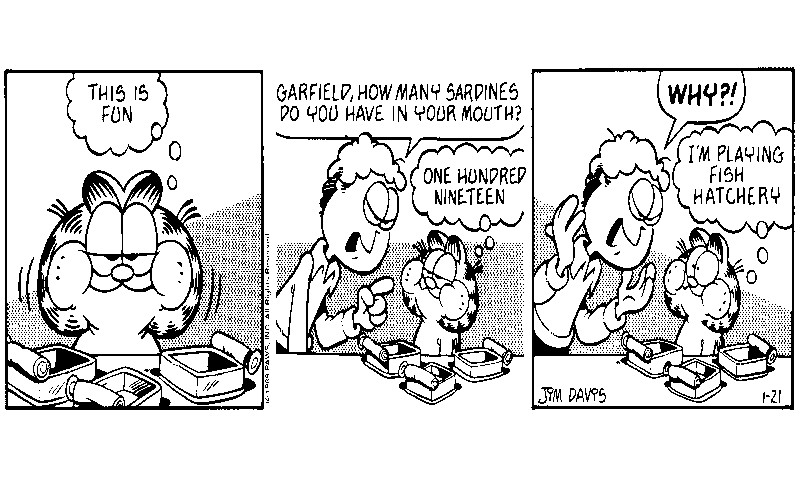 THIS IS
FUN
GARFIELD, HOW MANY SARDINES
DO YOU HAVE IN YOUR MOUTH?
ONE HUNDRED
NINETEEN
WHY?!
I'M PLAYING
FISH
HATCHERY
JIM DAVIS
1-21